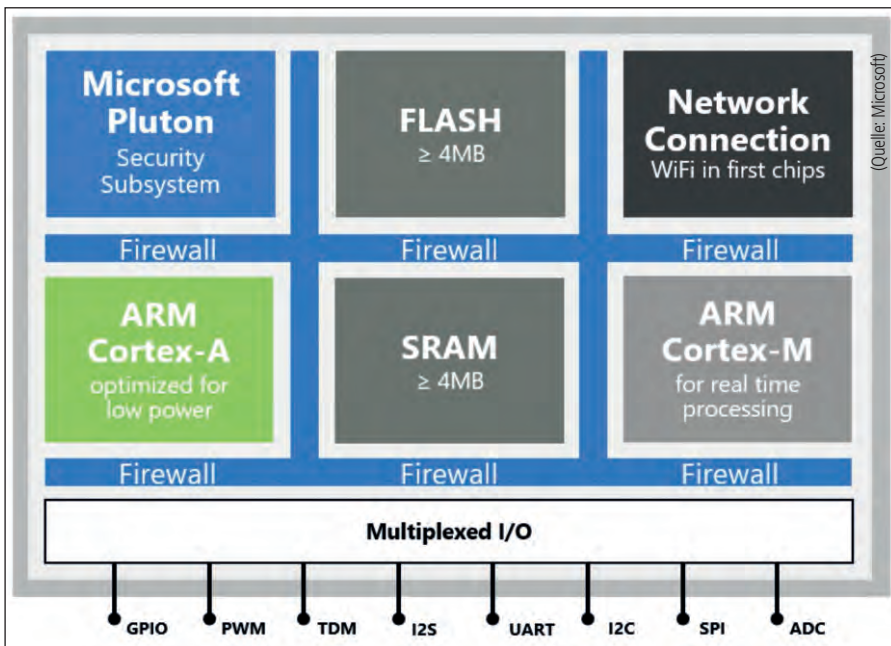 Microsoft
Pluton
Security
Subsystem
FLASH
≥ 4MB
Network
Connection
WiFi in first chips
(Quelle: Microsoft)
Firewall
Firewall
Firewall
ARM
Cortex-A
optimized for
low power
SRAM
≥ 4MB
ARM
Cortex-M
for real time
processing
Firewall
Firewall
Firewall
Multiplexed I/O
GPIO
PWM
TDM
I2S
UART
I2C
SPI
ADC